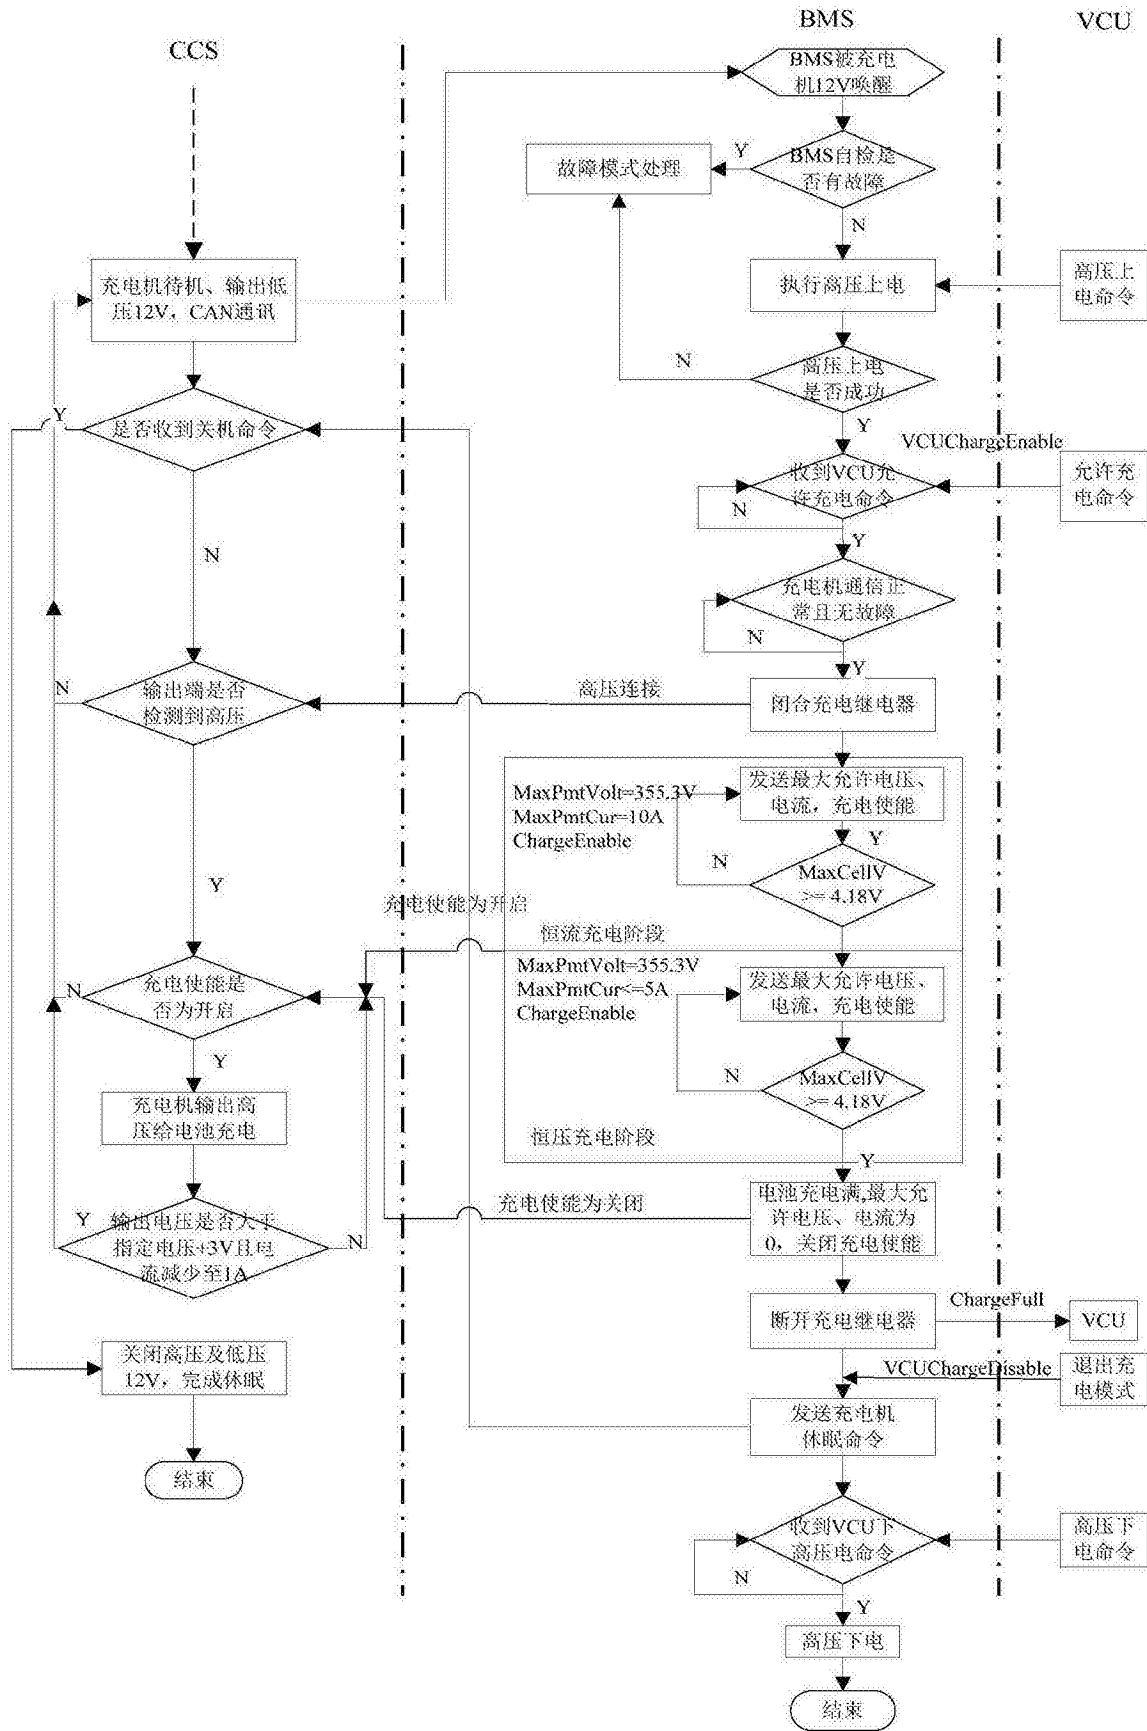 CCS
BMS
VCU
BMS被充电
机12V唤醒
BMS自检是
否有故障
Y
故障模式处理
N
充电机待机、输出低
压12V，CAN通讯
执行高压上电
高压上
电命令
高压上电
是否成功
N
Y
Y
是否收到关机命令
VCUChargeEnable
收到VCU允
许充电命令
允许充
电命令
N
Y
N
充电机通信正
常且无故障
N
Y
输出端是否
检测到高压
N
高压连接
闭合充电继电器
MaxPmtVolt=355.3V
MaxPmtCur=10A
ChargeEnable
发送最大允许电压、
电流，充电使能
Y
N
MaxCellV
>= 4.18V
Y
充电使能为开启
恒流充电阶段
MaxPmtVolt=355.3V
MaxPmtCur<=5A
ChargeEnable
发送最大允许电压、
电流，充电使能
充电使能是
否为开启
N
Y
N
MaxCellV
>= 4.18V
充电机输出高
压给电池充电
恒压充电阶段
Y
Y
输出电压是否大于
指定电压+3V且电
流减少至1A
N
充电使能为关闭
电池充电满,最大允
许电压、电流为
0，关闭充电使能
断开充电继电器
ChargeFull
VCU
关闭高压及低压
12V，完成休眠
VCUChargeDisable
退出充
电模式
发送充电机
休眠命令
结束
收到VCU下
高压电命令
高压下
电命令
N
Y
高压下电
结束